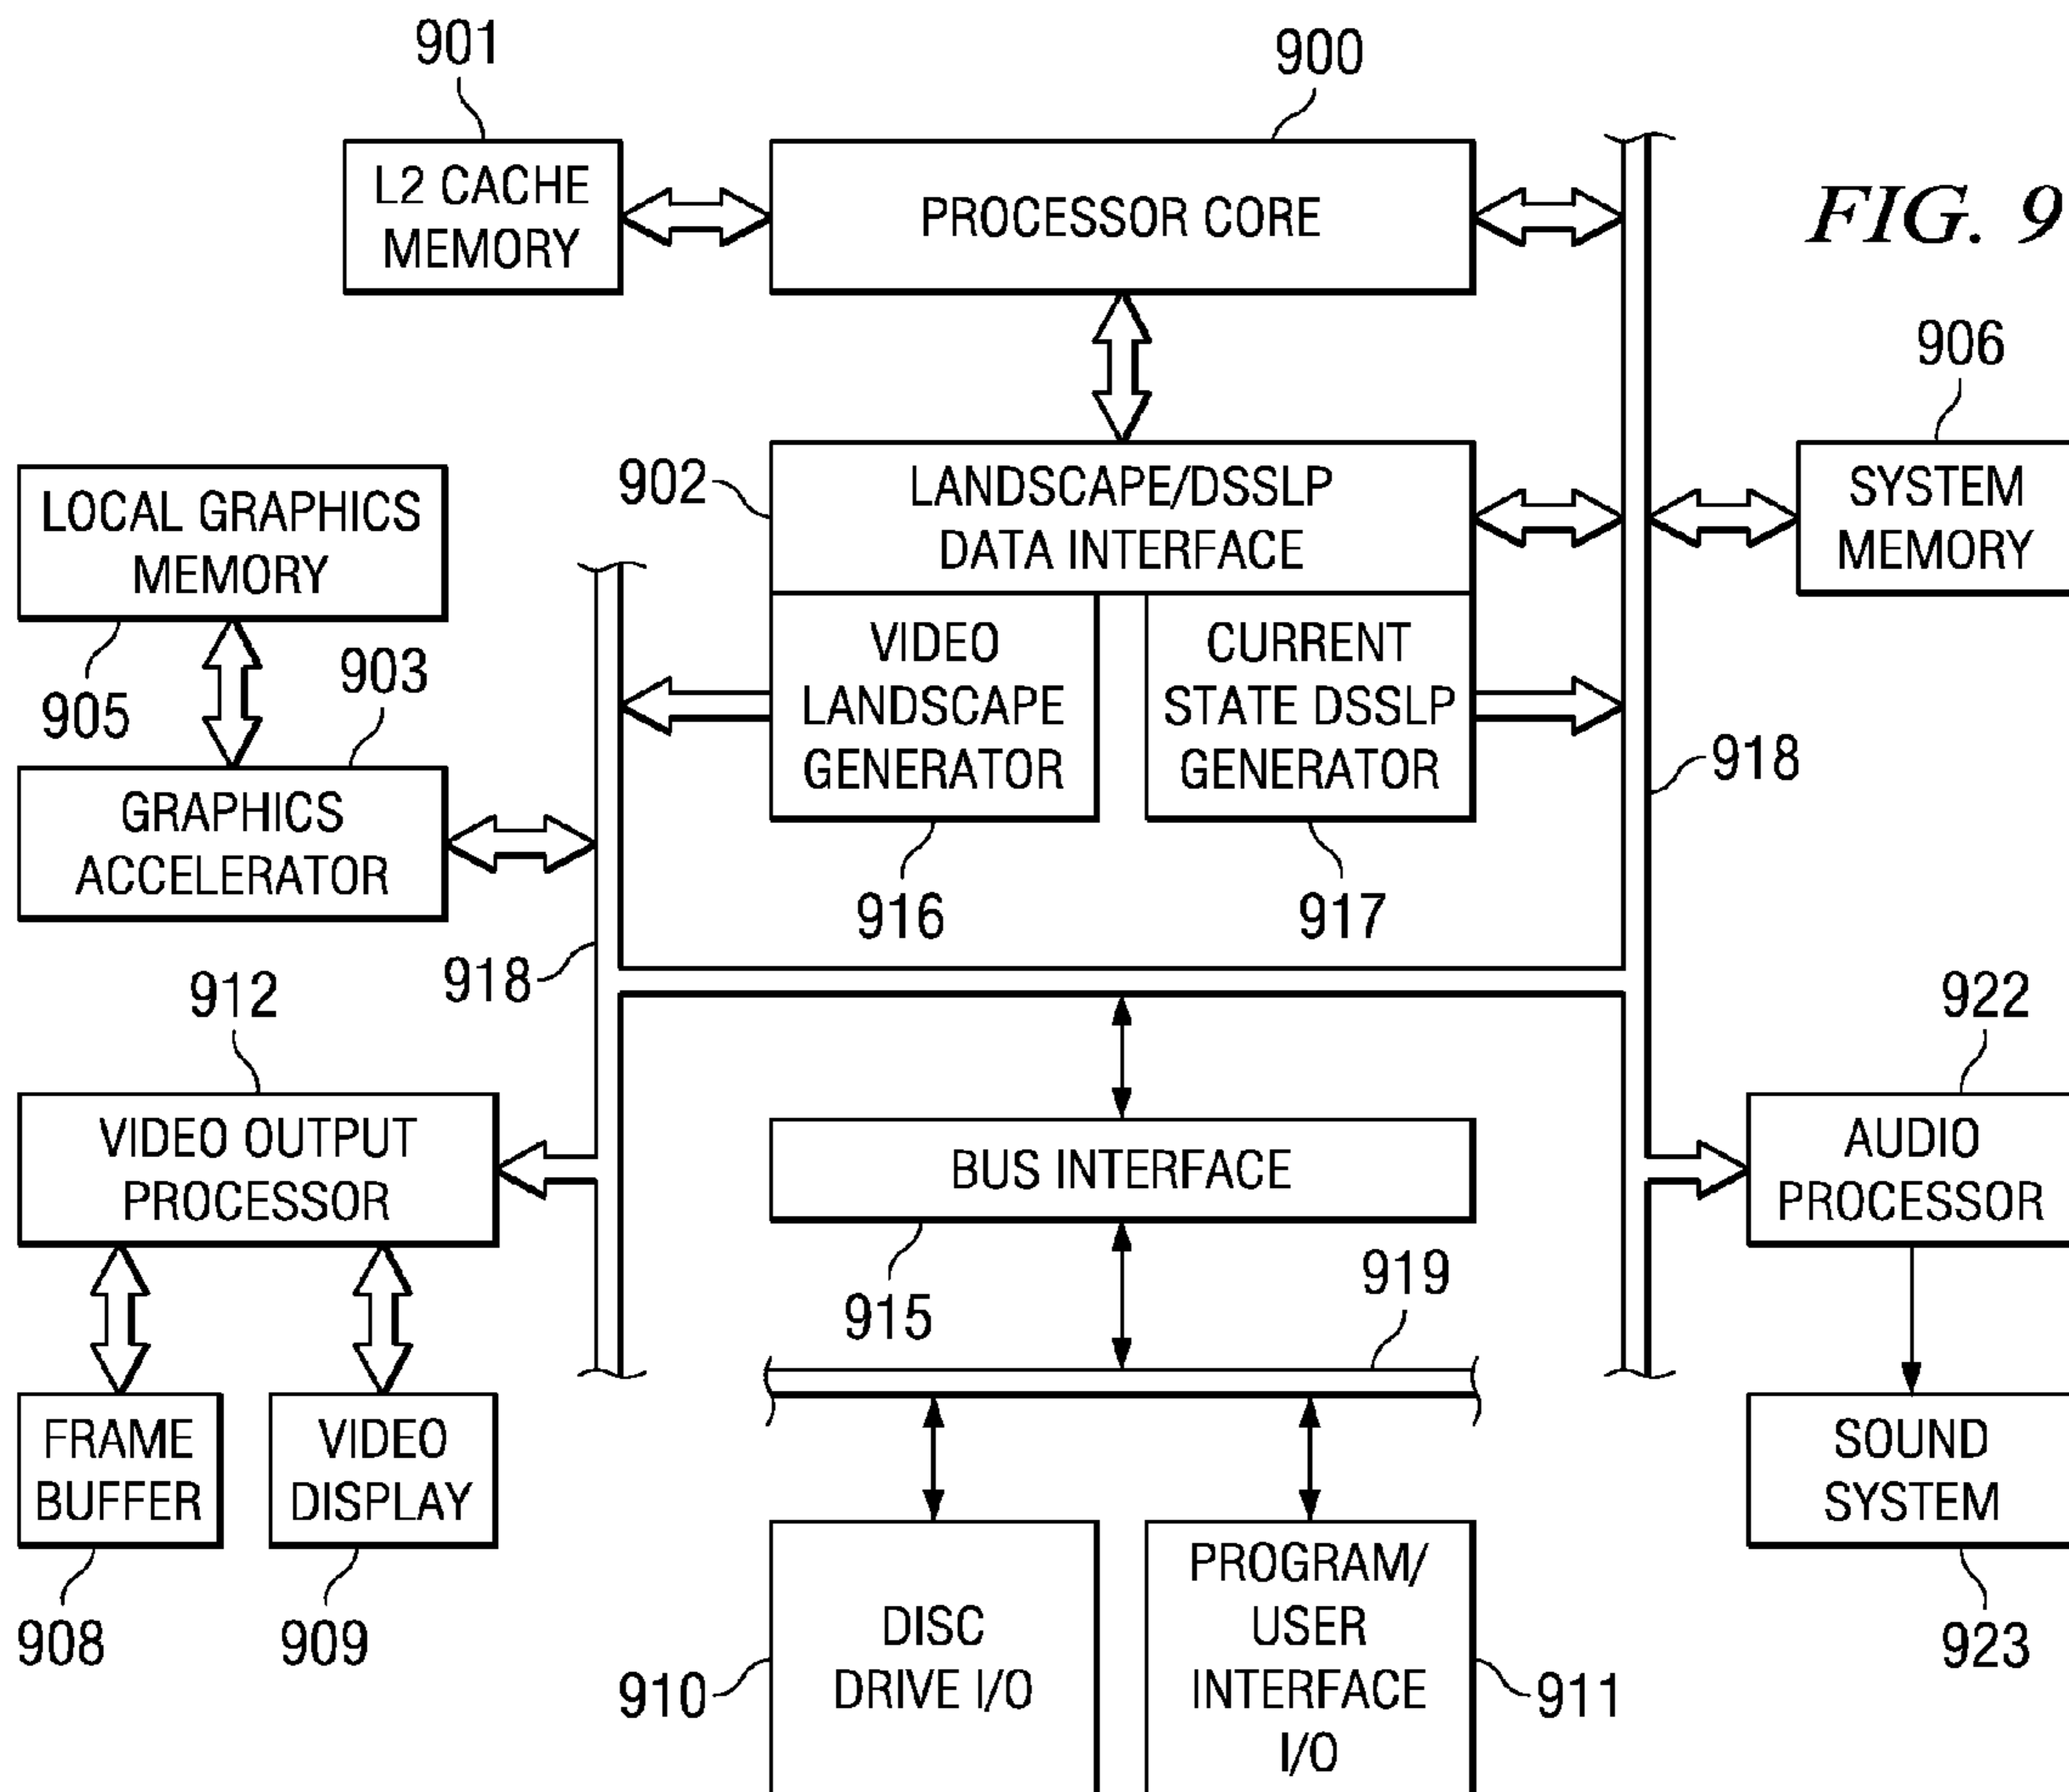 901
900
L2 CACHE
MEMORY
PROCESSOR CORE
FIG. 9
906
902
LANDSCAPE/DSSLP
DATA INTERFACE
SYSTEM
MEMORY
LOCAL GRAPHICS
MEMORY
905
903
VIDEO
LANDSCAPE
GENERATOR
CURRENT
STATE DSSLP
GENERATOR
918
GRAPHICS
ACCELERATOR
916
917
918
912
922
VIDEO OUTPUT
PROCESSOR
BUS INTERFACE
AUDIO
PROCESSOR
915
919
FRAME
BUFFER
VIDEO
DISPLAY
SOUND
SYSTEM
908
909
923
910
DISC
DRIVE I/O
PROGRAM/
USER
INTERFACE
I/O
911